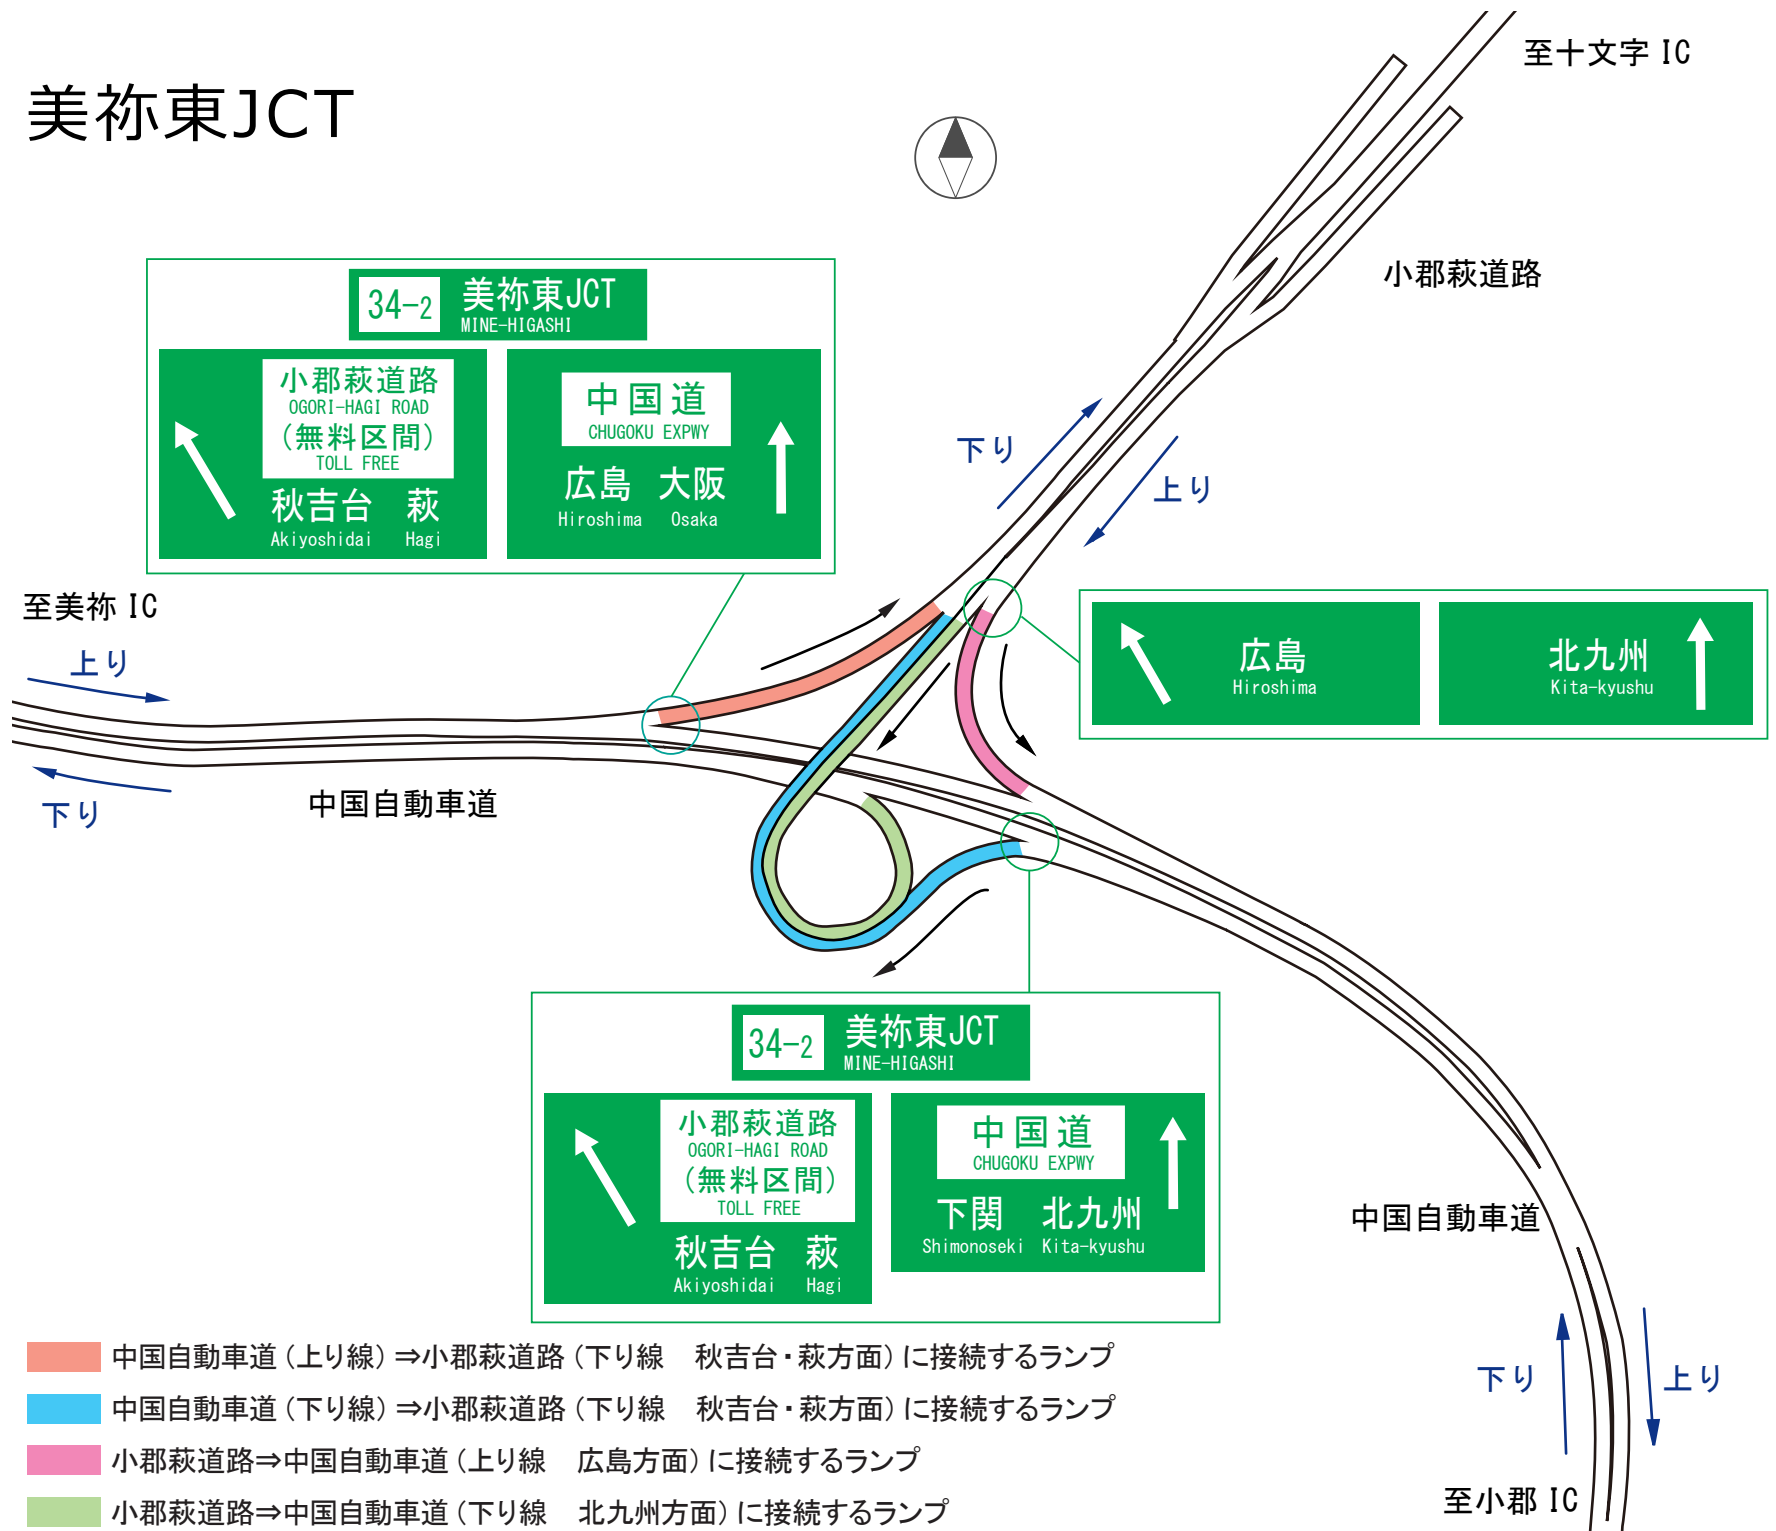 美祢東JCT
至十文字 IC
小郡萩道路
34-2 美祢東JCT
MINE-HIGASHI
小郡萩道路
OGORI-HAGI ROAD
(無料区間)
TOLL FREE
秋吉台 萩
Akiyoshidai Hagi
中国道
CHUGOKU EXPWY
広島 大阪
Hiroshima Osaka
下り
上り
至美祢 IC
上り
下り
中国自動車道
広島
Hiroshima
北九州
Kita-kyushu
34-2 美祢東JCT
MINE-HIGASHI
小郡萩道路
OGORI-HAGI ROAD
(無料区間)
TOLL FREE
秋吉台 萩
Akiyoshidai Hagi
中国道
CHUGOKU EXPWY
下関 北九州
Shimonoseki Kita-kyushu
中国自動車道
下り
上り
至小郡 IC
中国自動車道(上り線)⇒小郡萩道路(下り線 秋吉台・萩方面)に接続するランプ
中国自動車道(下り線)⇒小郡萩道路(下り線 秋吉台・萩方面)に接続するランプ
小郡萩道路⇒中国自動車道(上り線 広島方面)に接続するランプ
小郡萩道路⇒中国自動車道(下り線 北九州方面)に接続するランプ